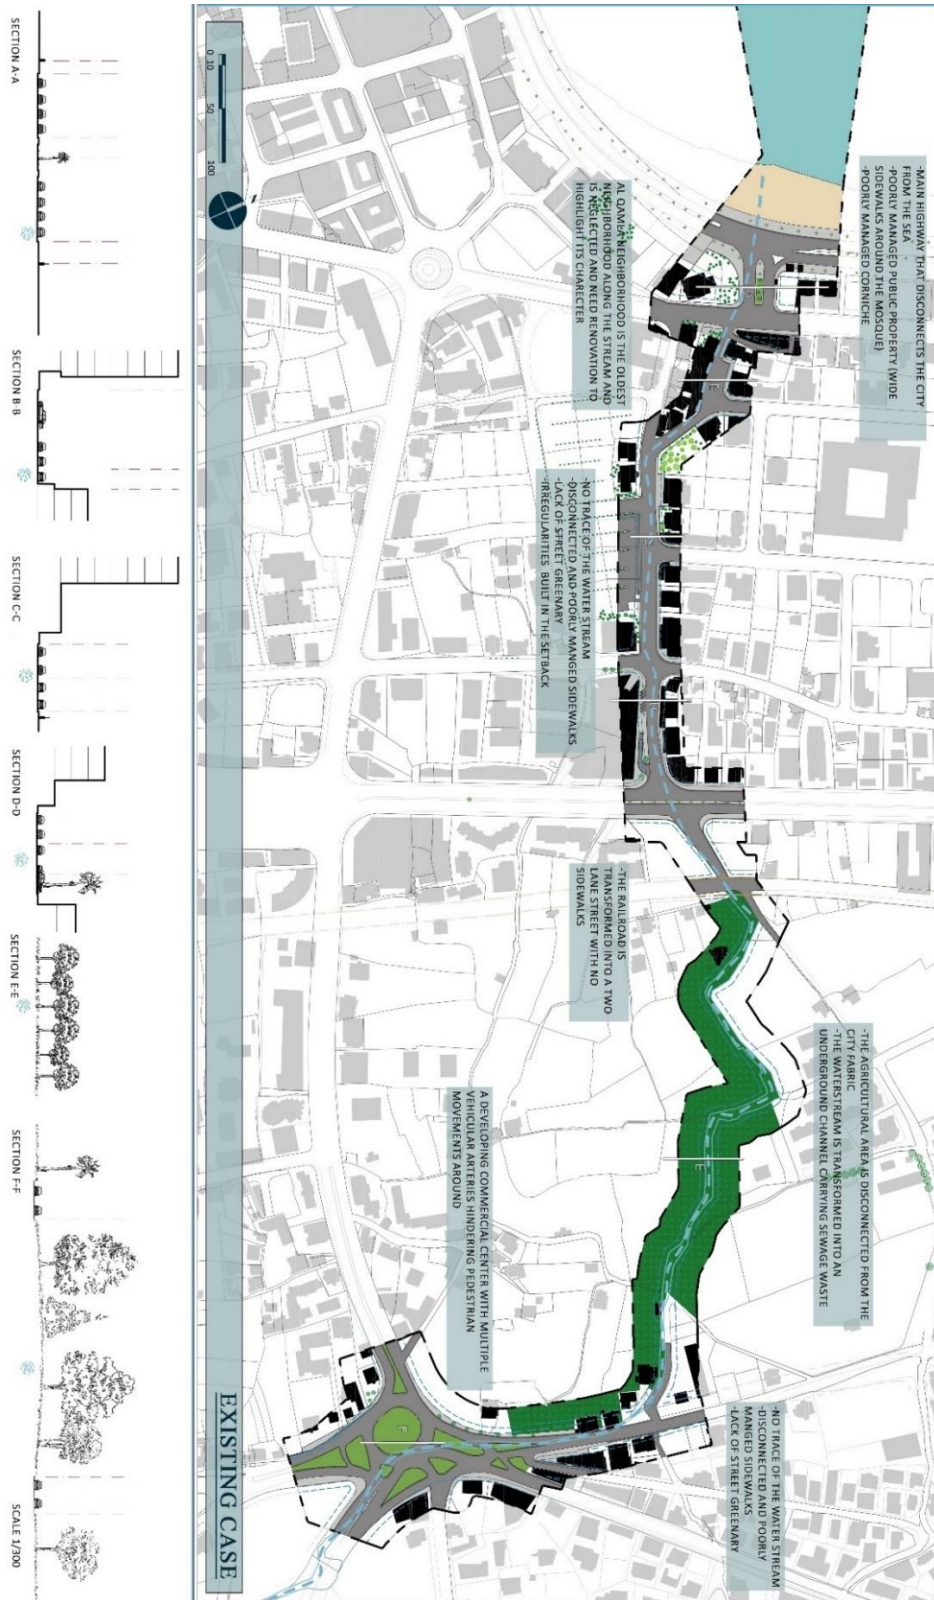 -MAIN HIGHWAY THAT DISCONNECTS THE CITY
FROM THE SEA
-POORLY MANAGED PUBLIC PROPERTY (WIDE
SIDEWALKS AROUND THE MOSQUE)
-POORLY MANAGED CORNICHE
AL QAMLA NEIGHBORHOOD IS THE OLDEST
NEIGHBORHOOD ALONG THE STREAM AND
IS NEGLECTED AND NEED RENOVATION TO
HIGHLIGHT ITS CHARECTER
-NO TRACE OF THE WATER STREAM
-DISCONNECTED AND POORLY MANGED SIDEWALKS
-LACK OF STREET GREENARY
-IRREGULARITIES BUILT IN THE SETBACK
-THE RAILROAD IS
TRANSFORMED INTO A TWO
LANE STREET WITH NO
SIDEWALKS
-THE AGRICULTURAL AREA IS DISCONNECTED FROM THE
CITY FABRIC
-THE WATERSTREAM IS TRANSFORMED INTO AN
UNDERGROUND CHANNEL CARRYING SEWAGE WASTE
A DEVELOPING COMMERCIAL CENTER WITH MULTIPLE
VEHICULAR ARTERIES HINDERING PEDESTRIAN
MOVEMENTS AROUND
-NO TRACE OF THE WATER STREAM
-DISCONNECTED AND POORLY
MANGED SIDEWALKS
-LACK OF STREET GREENARY
0 10 50 100
EXISTING CASE
SECTION A-A
SECTION B-B
SECTION C-C
SECTION D-D
SECTION E-E
SECTION F-F
SCALE 1/300